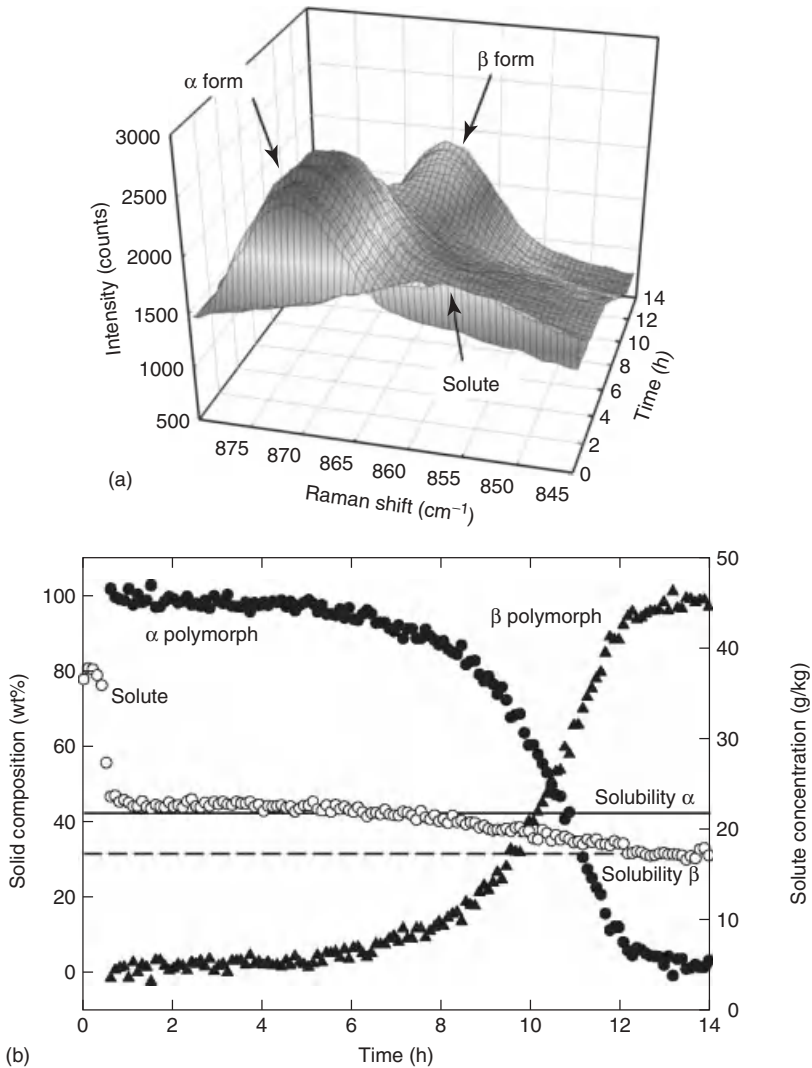 α form
β form
3000
2500
2000
1500
1000
500
Intensity (counts)
Solute
14
12
10
8
6
4
2
0
Time (h)
875 870 865 860 855 850 845
Raman shift (cm⁻¹)
(a)
100
80
60
40
20
0
Solid composition (wt%)
α polymorph
β polymorph
Solute
Solubility α
Solubility β
50
40
30
20
10
0
Solute concentration (g/kg)
0 2 4 6 8 10 12 14
Time (h)
(b)